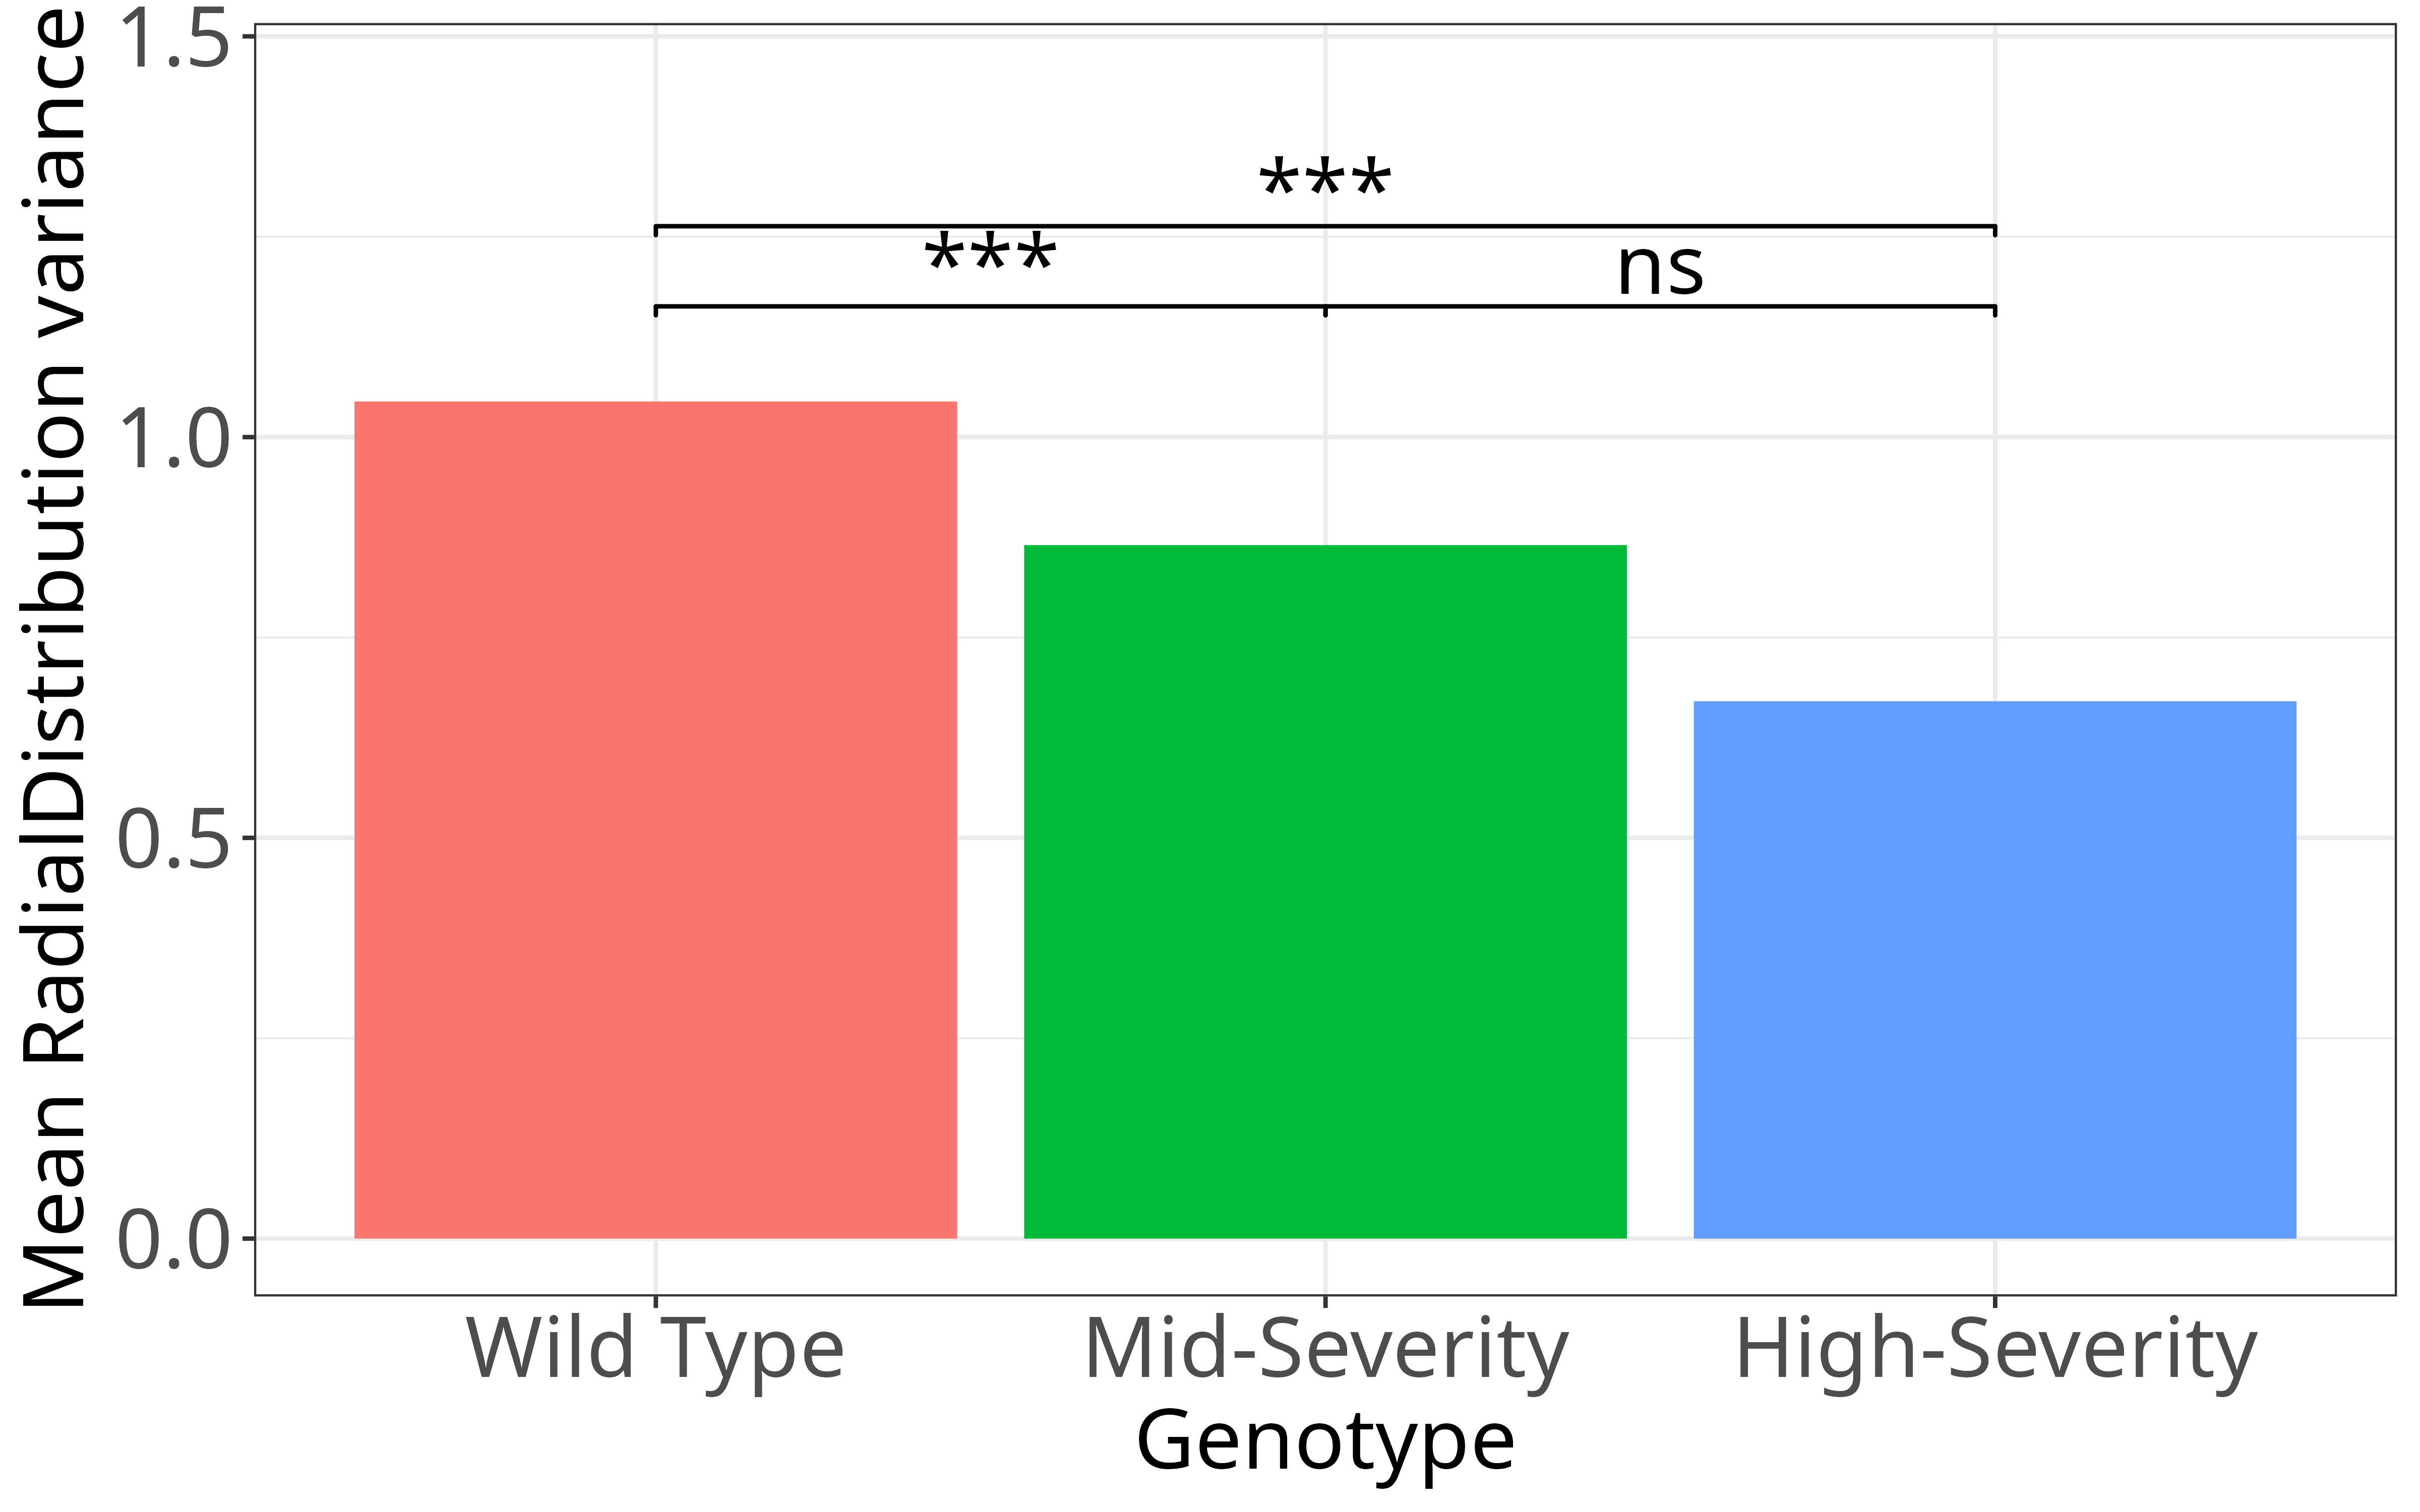 Mean RadialDistribution variance
1.5
1.0
0.5
0.0
***
***
ns
Wild Type
Mid-Severity
High-Severity
Genotype